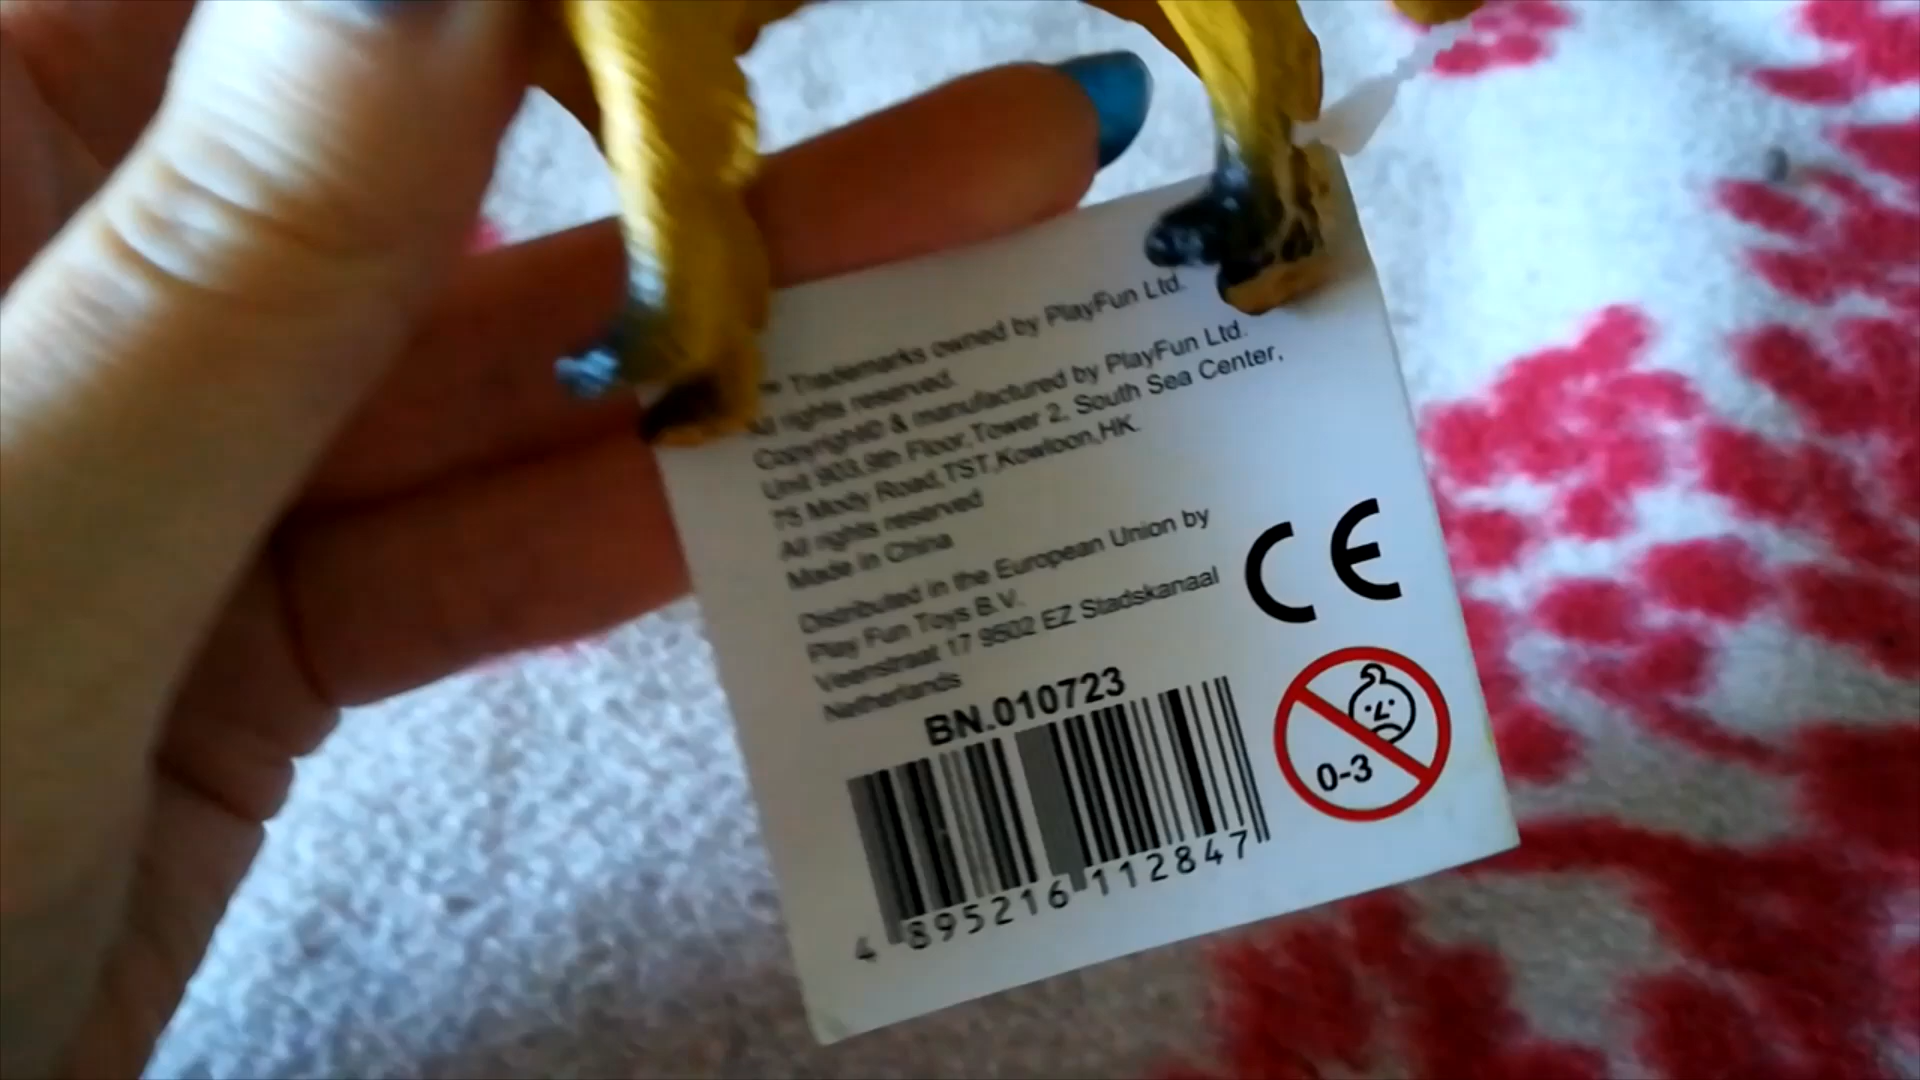 ™ Trademarks owned by PlayFun Ltd.
All rights reserved.
Copyright© & manufactured by PlayFun Ltd.
Unit 903,9th Floor,Tower 2, South Sea Center,
75 Mody Road,TST,Kowloon,HK.
All rights reserved
Made in China
Distributed in the European Union by
Play Fun Toys B.V.
Veenstraat 17 9502 EZ Stadskanaal
Netherlands
CE
BN.010723
0-3
4 895216 112847